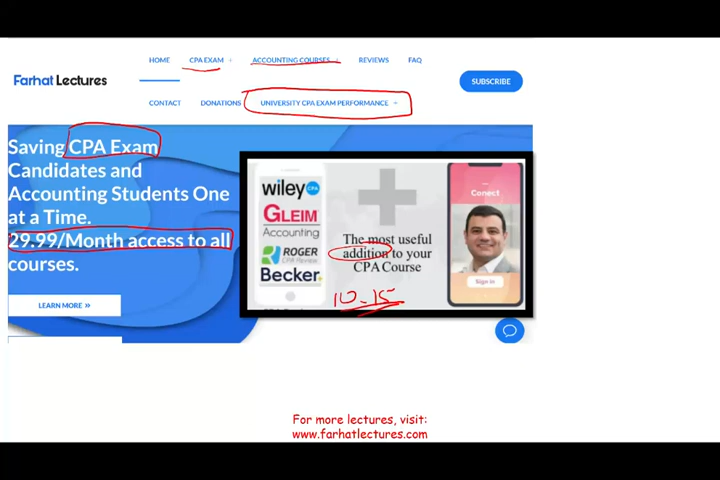 HOME
CPA EXAM
ACCOUNTING COURSES
REVIEWS
FAQ
Farhat Lectures
SUBSCRIBE
CONTACT
DONATIONS
UNIVERSITY CPA EXAM PERFORMANCE
Saving CPA Exam
Candidates and
Accounting Students One
at a Time.
29.99/Month access to all
courses.
LEARN MORE »
wiley CPA
GLEIM
Accounting
ROGER
CPA Review
Becker
The most useful
addition to your
CPA Course
10-15
Conect
Sign in
For more lectures, visit:
www.farhatlectures.com